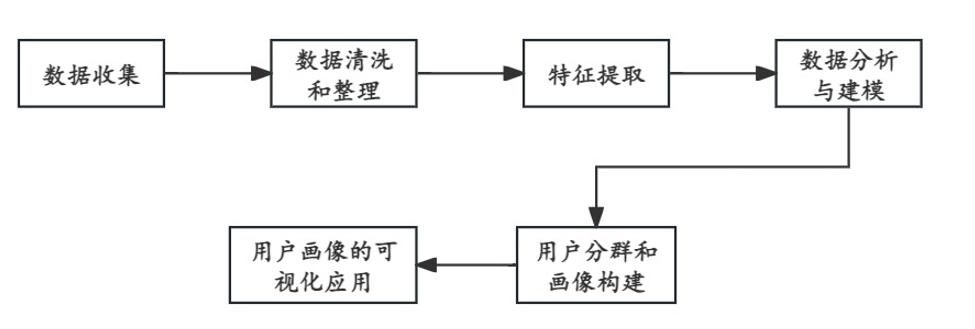 数据收集
数据清洗
和整理
特征提取
数据分析
与建模
用户分群和
画像构建
用户画像的可
视化应用